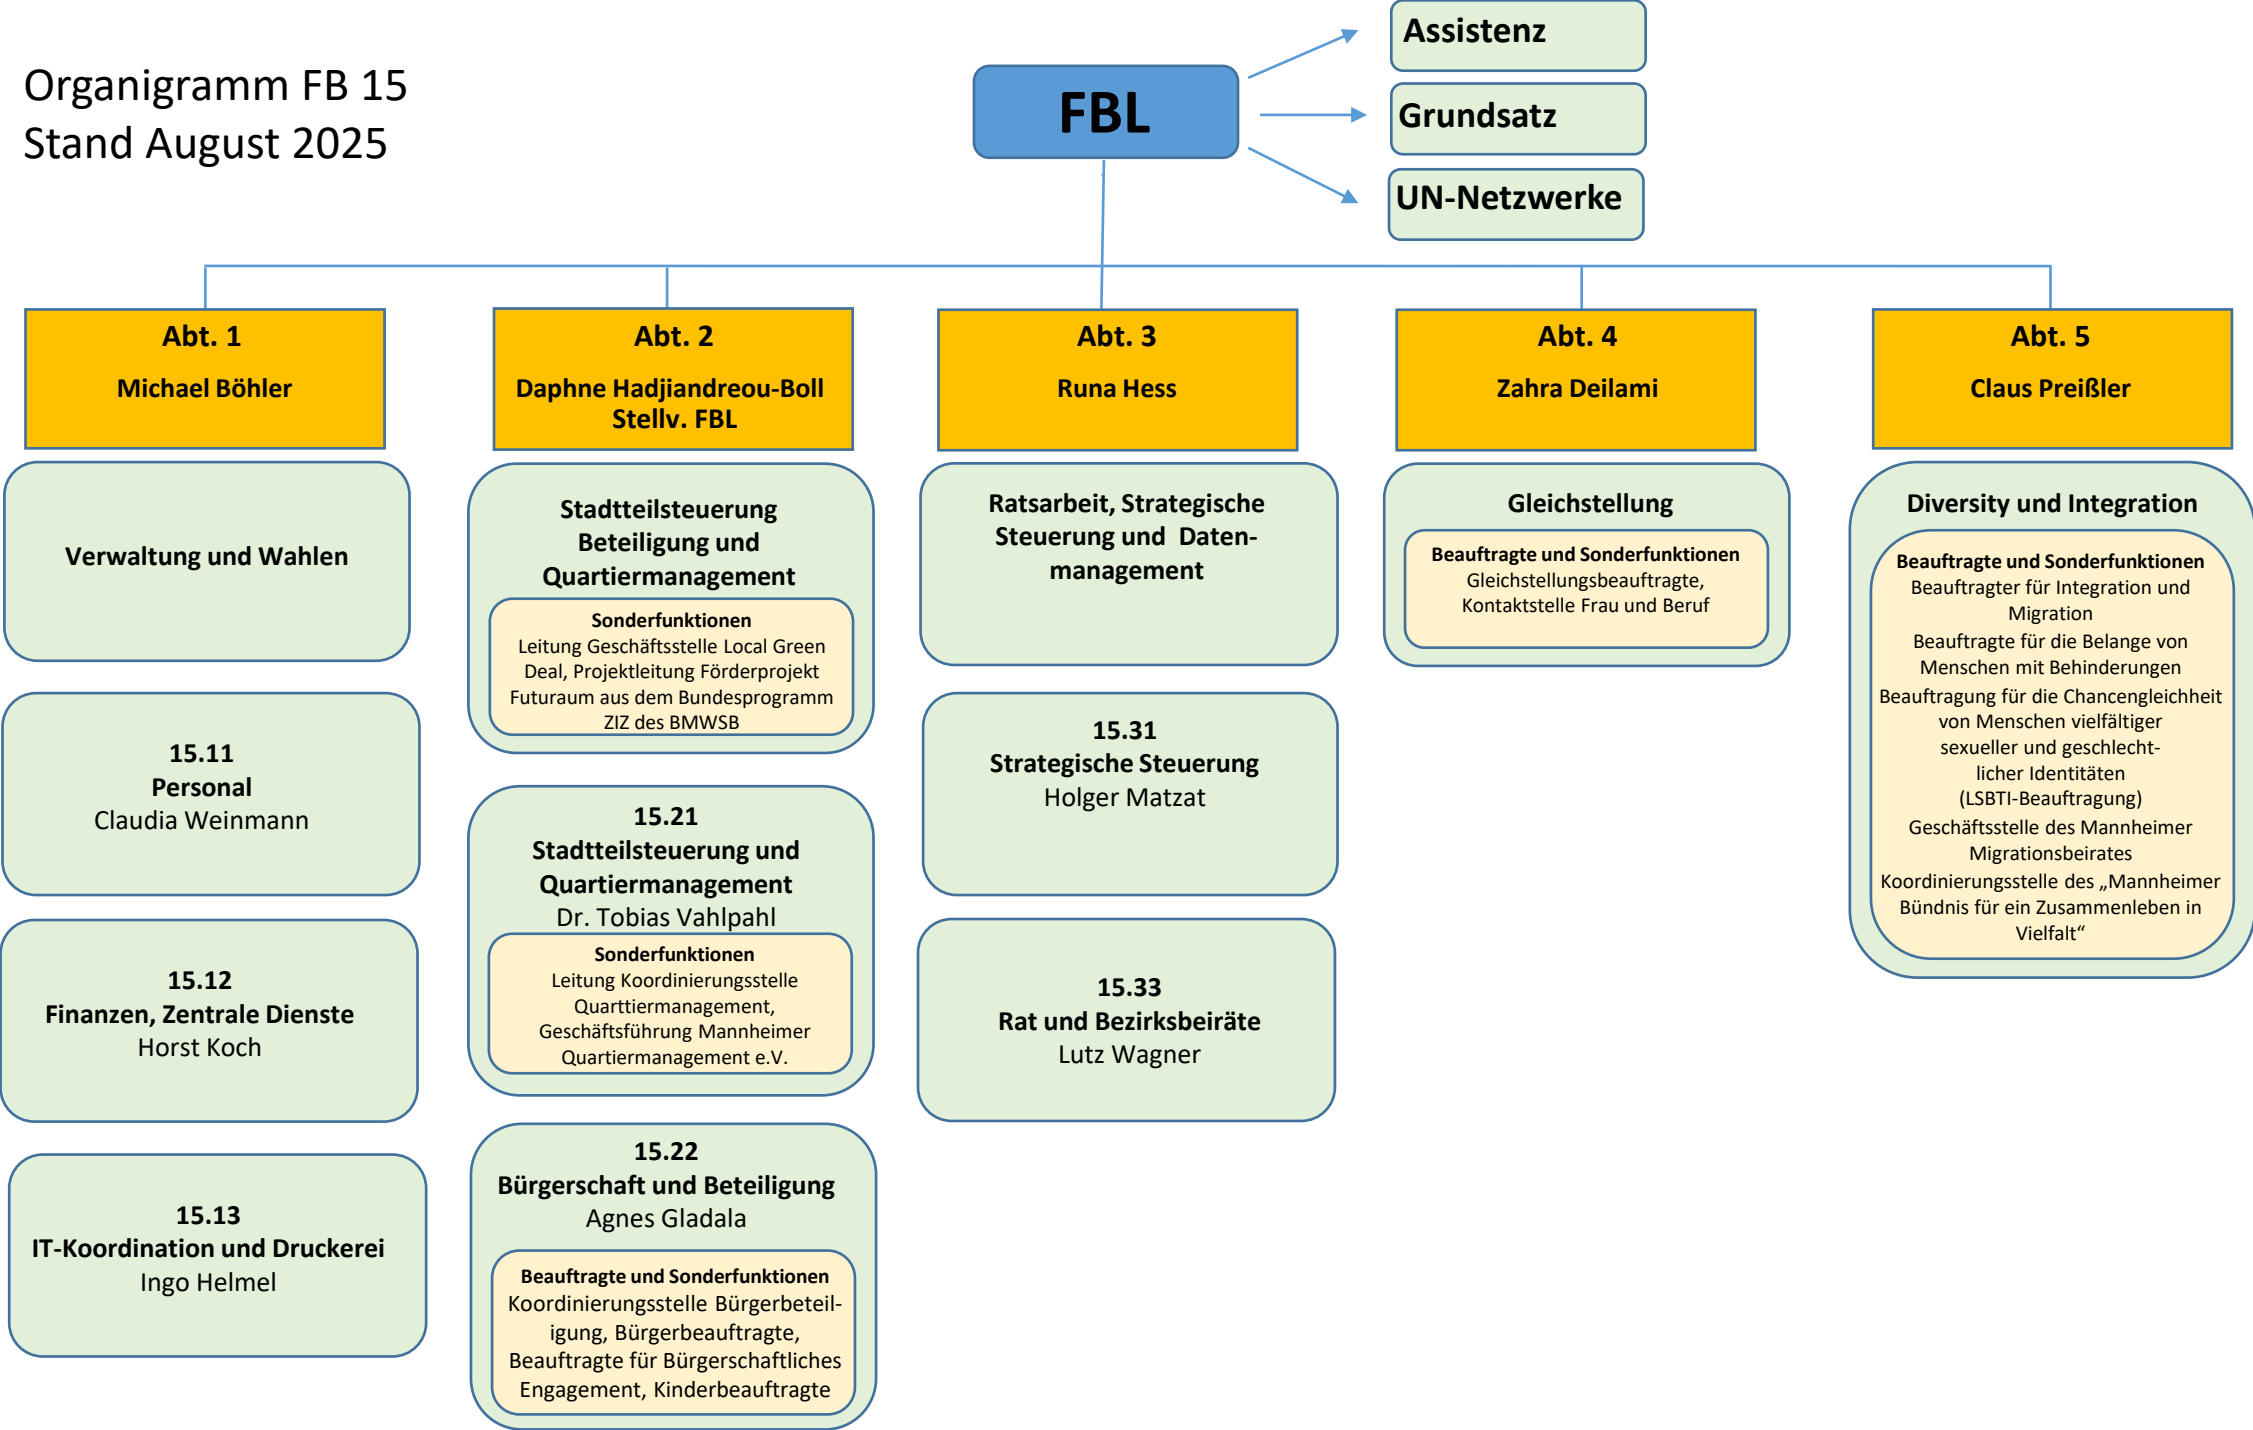 Organigramm FB 15
Stand August 2025
FBL
Assistenz
Grundsatz
UN-Netzwerke
Abt. 1
Michael Böhler
Verwaltung und Wahlen
15.11
Personal
Claudia Weinmann
15.12
Finanzen, Zentrale Dienste
Horst Koch
15.13
IT-Koordination und Druckerei
Ingo Helmel
Abt. 2
Daphne Hadjiandreou-Boll
Stellv. FBL
Stadtteilsteuerung
Beteiligung und
Quartiermanagement
Sonderfunktionen
Leitung Geschäftsstelle Local Green
Deal, Projektleitung Förderprojekt
Futuraum aus dem Bundesprogramm
ZIZ des BMWSB
15.21
Stadtteilsteuerung und
Quartiermanagement
Dr. Tobias Vahlpahl
Sonderfunktionen
Leitung Koordinierungsstelle
Quarttiermanagement,
Geschäftsführung Mannheimer
Quartiermanagement e.V.
15.22
Bürgerschaft und Beteiligung
Agnes Gladala
Beauftragte und Sonderfunktionen
Koordinierungsstelle Bürgerbeteil-
igung, Bürgerbeauftragte,
Beauftragte für Bürgerschaftliches
Engagement, Kinderbeauftragte
Abt. 3
Runa Hess
Ratsarbeit, Strategische
Steuerung und Daten-
management
15.31
Strategische Steuerung
Holger Matzat
15.33
Rat und Bezirksbeiräte
Lutz Wagner
Abt. 4
Zahra Deilami
Gleichstellung
Beauftragte und Sonderfunktionen
Gleichstellungsbeauftragte,
Kontaktstelle Frau und Beruf
Abt. 5
Claus Preißler
Diversity und Integration
Beauftragte und Sonderfunktionen
Beauftragter für Integration und
Migration
Beauftragte für die Belange von
Menschen mit Behinderungen
Beauftragung für die Chancengleichheit
von Menschen vielfältiger
sexueller und geschlecht-
licher Identitäten
(LSBTI-Beauftragung)
Geschäftsstelle des Mannheimer
Migrationsbeirates
Koordinierungsstelle des „Mannheimer
Bündnis für ein Zusammenleben in
Vielfalt“